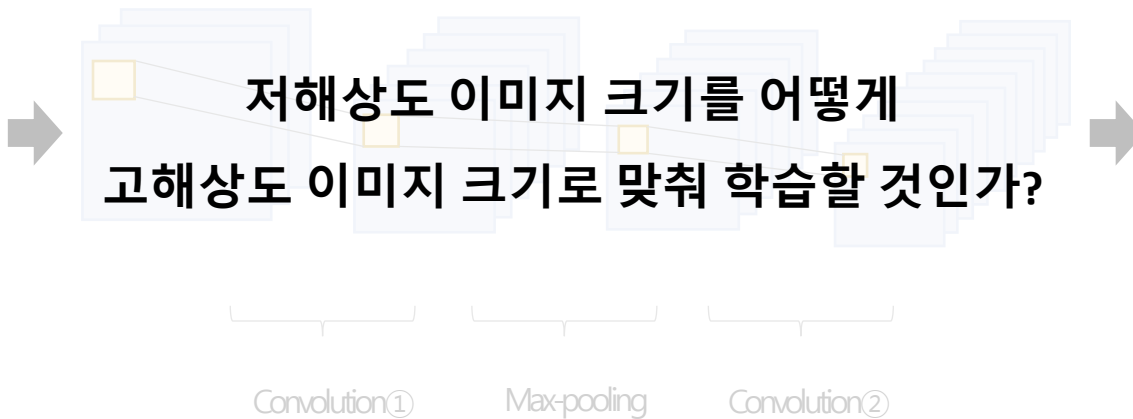 저해상도 이미지 크기를 어떻게
고해상도 이미지 크기로 맞춰 학습할 것인가?
Convolution① Max-pooling Convolution②